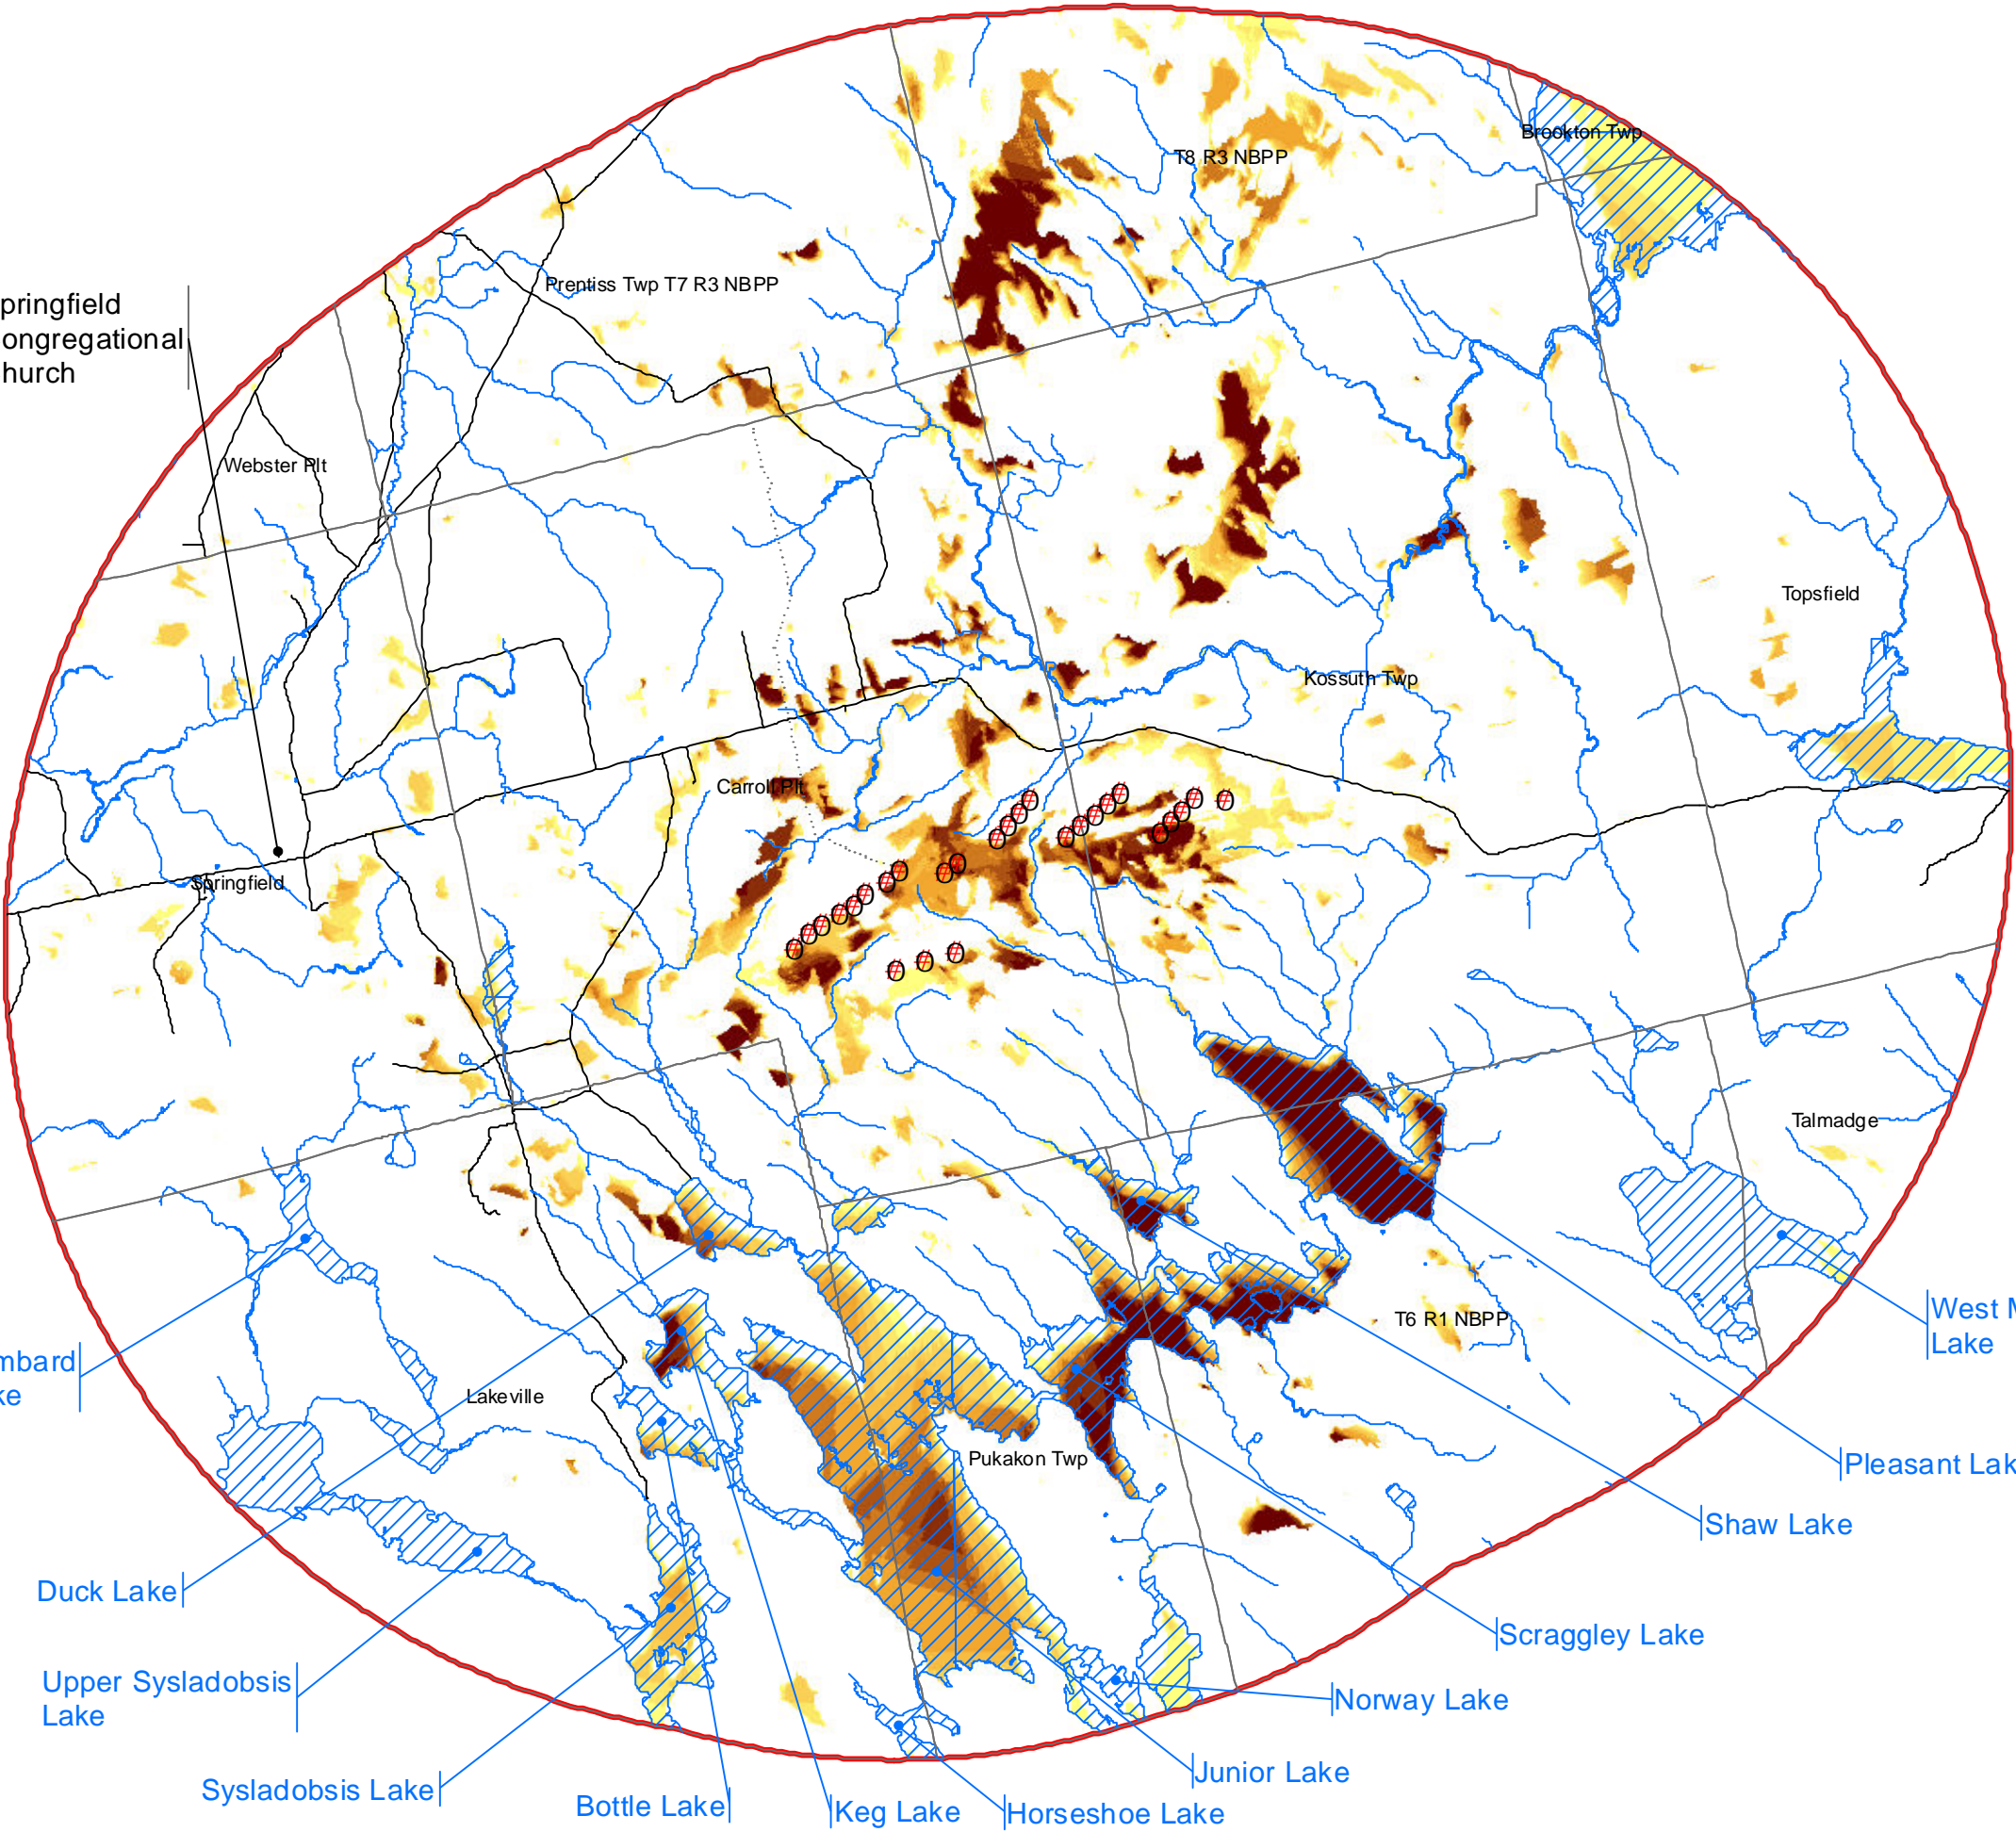 Brookton Twp
T8 R3 NBPP
Prentiss Twp T7 R3 NBPP
pringfield
ongregational
hurch
Webster Plt
Topsfield
Kossuth Twp
Carroll Plt
Springfield
Talmadge
T6 R1 NBPP
West M
Lake
mbard
ke
Lakeville
Pukakon Twp
Pleasant Lak
Shaw Lake
Duck Lake
Scraggley Lake
Upper Sysladobsis
Lake
Norway Lake
Junior Lake
Sysladobsis Lake
Bottle Lake
Keg Lake
Horseshoe Lake